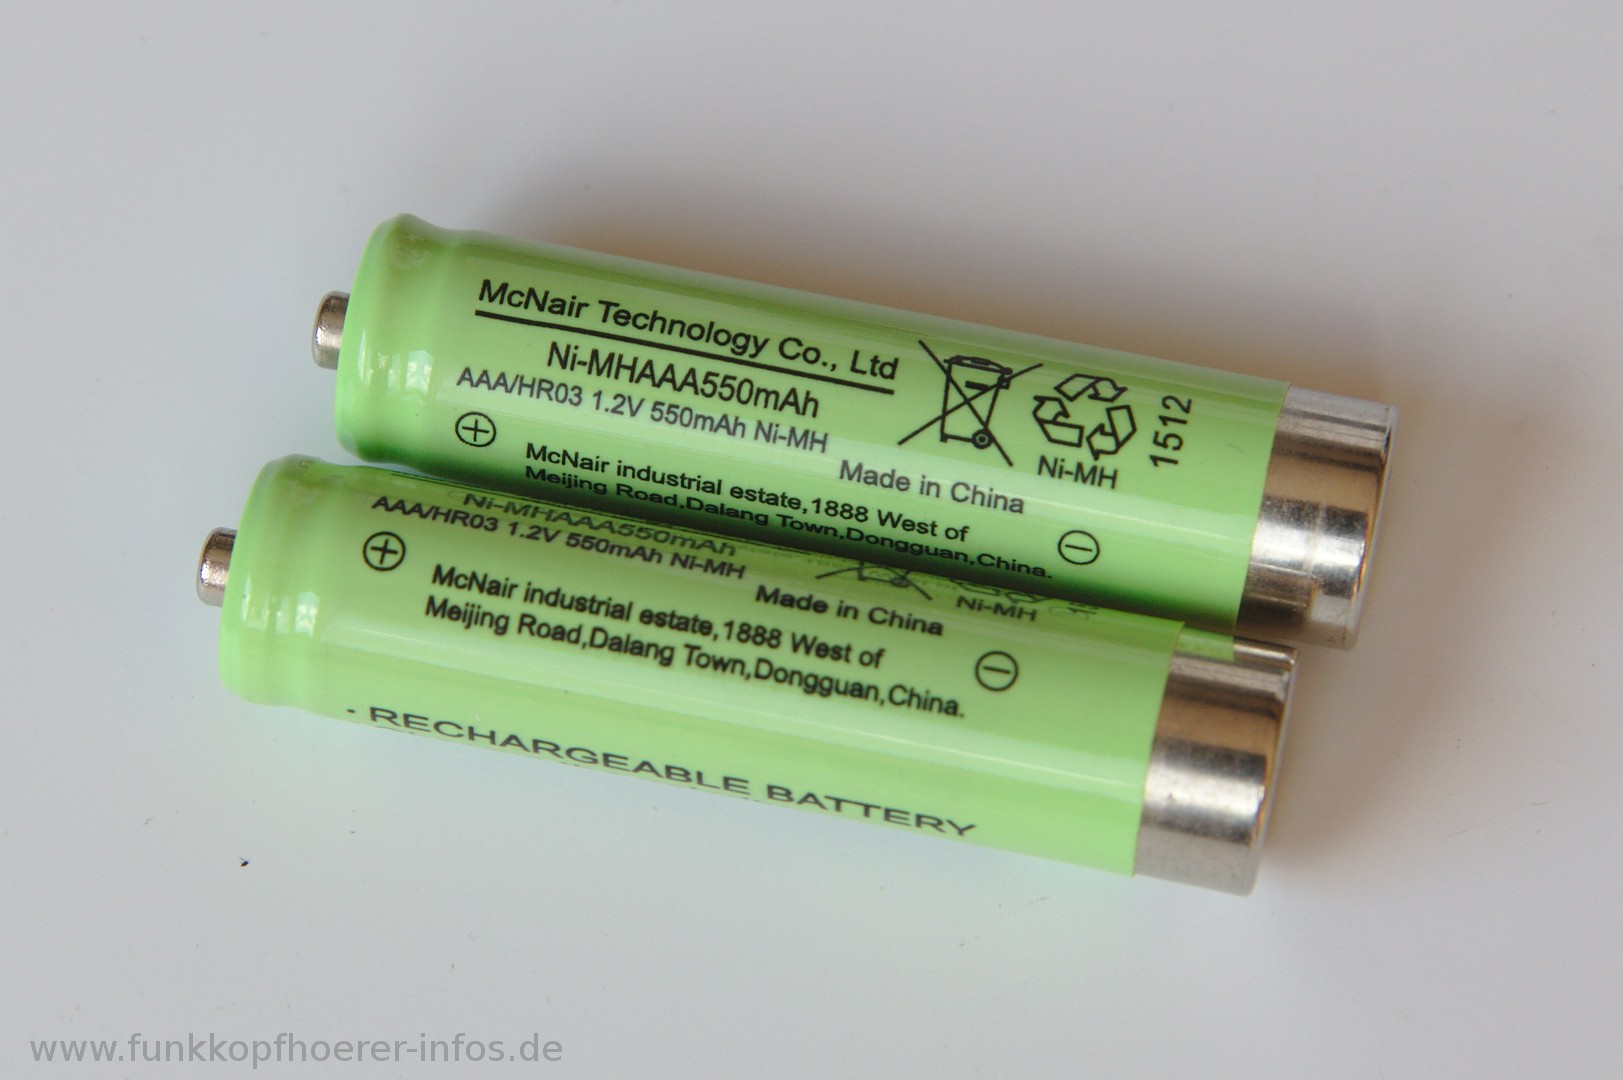 McNair Technology Co., Ltd
Ni-MHAAA550mAh
AAA/HR03 1.2V 550mAh Ni-MH
Made in China
Ni-MH
1512
McNair industrial estate,1888 West of
Meijing Road,Dalang Town,Dongguan,China.
Ni-MHAAA550mAh
AAA/HR03 1.2V 550mAh Ni-MH
Made in China
Ni-MH
McNair industrial estate,1888 West of
Meijing Road,Dalang Town,Dongguan,China.
· RECHARGEABLE BATTERY
www.funkkopfhoerer-infos.de